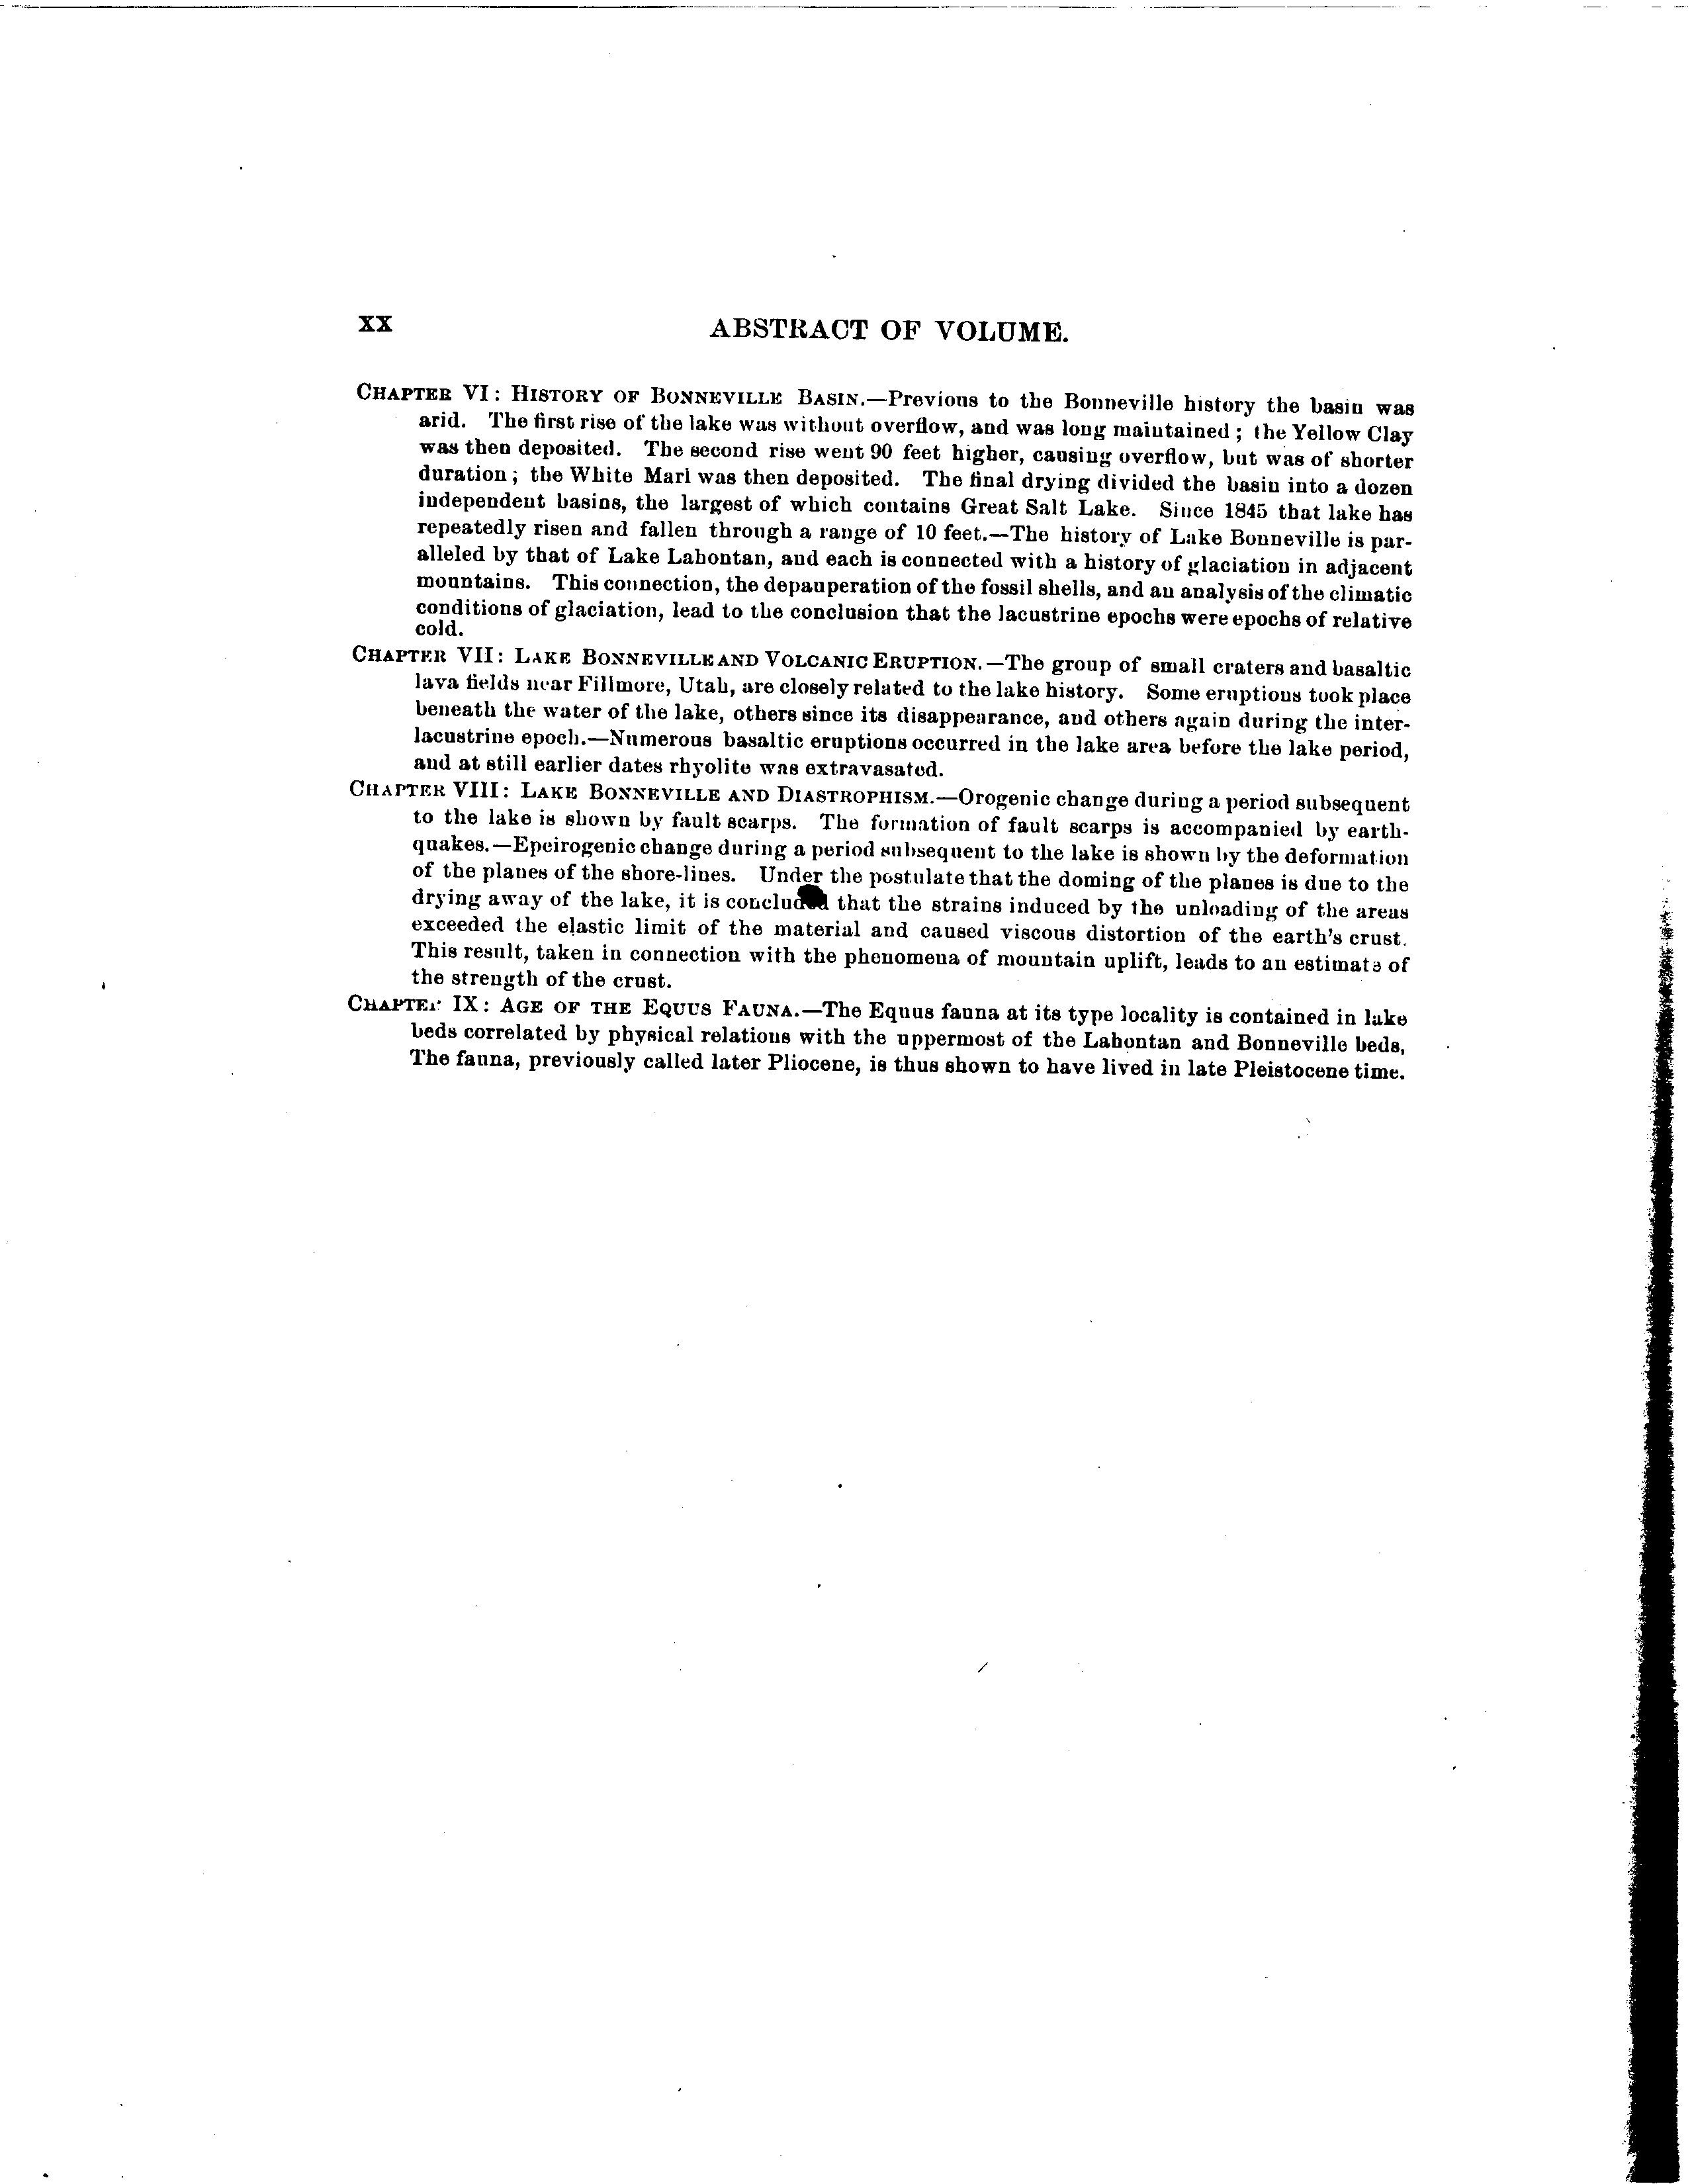 XX ABSTRACT OF VOLUME.
CHAPTER VI: HISTORY OF BONNEVILLE BASIN.—Previous to the Bonneville history the basin was
arid. The first rise of the lake was without overflow, and was long maintained; the Yellow Clay
was then deposited. The second rise went 90 feet higher, causing overflow, but was of shorter
duration; the White Marl was then deposited. The final drying divided the basin into a dozen
independent basins, the largest of which contains Great Salt Lake. Since 1845 that lake has
repeatedly risen and fallen through a range of 10 feet.—The history of Lake Bonneville is par-
alleled by that of Lake Lahontan, and each is connected with a history of glaciation in adjacent
mountains. This connection, the depauperation of the fossil shells, and an analysis of the climatic
conditions of glaciation, lead to the conclusion that the lacustrine epochs were epochs of relative
cold.
CHAPTER VII: LAKE BONNEVILLE AND VOLCANIC ERUPTION.—The group of small craters and basaltic
lava fields near Fillmore, Utah, are closely related to the lake history. Some eruptions took place
beneath the water of the lake, others since its disappearance, and others again during the inter-
lacustrine epoch.—Numerous basaltic eruptions occurred in the lake area before the lake period,
and at still earlier dates rhyolite was extravasated.
CHAPTER VIII: LAKE BONNEVILLE AND DIASTROPHISM.—Orogenic change during a period subsequent
to the lake is shown by fault scarps. The formation of fault scarps is accompanied by earth-
quakes.—Epeirogenic change during a period subsequent to the lake is shown by the deformation
of the planes of the shore-lines. Under the postulate that the doming of the planes is due to the
drying away of the lake, it is concluded that the strains induced by the unloading of the areas
exceeded the elastic limit of the material and caused viscous distortion of the earth's crust.
This result, taken in connection with the phenomena of mountain uplift, leads to an estimate of
the strength of the crust.
CHAPTER IX: AGE OF THE EQUUS FAUNA.—The Equus fauna at its type locality is contained in lake
beds correlated by physical relations with the uppermost of the Lahontan and Bonneville beds,
The fauna, previously called later Pliocene, is thus shown to have lived in late Pleistocene time.